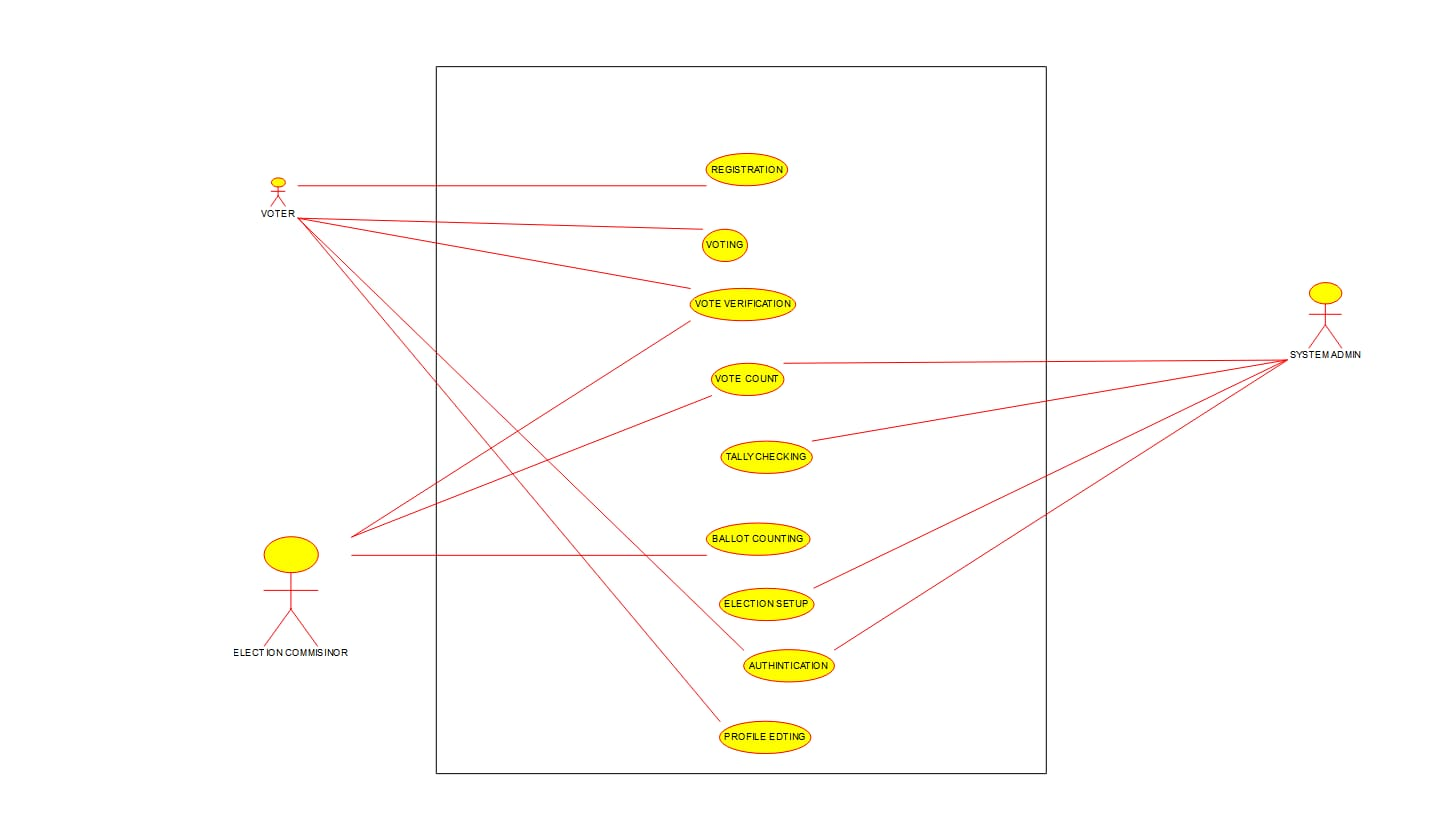 REGISTRATION
VOTER
VOTING
VOTE VERIFICATION
SYSTEM ADMIN
VOTE COUNT
TALLY CHECKING
BALLOT COUNTING
ELECTION SETUP
ELECTION COMMISINOR
AUTHINTICATION
PROFILE EDTING